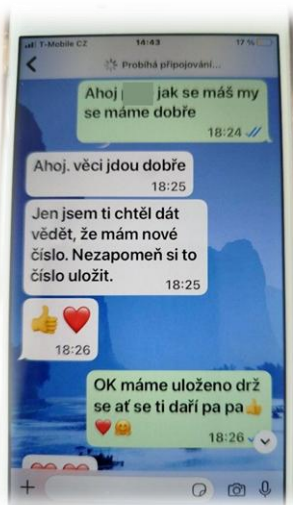 T-Mobile CZ 14:43 17 %
Probíhá připojování...
Ahoj jak se máš my
se máme dobře
18:24
Ahoj. věci jdou dobře
18:25
Jen jsem ti chtěl dát
vědět, že mám nové
číslo. Nezapomeň si to
číslo uložit.
18:25
👍❤️
18:26
OK máme uloženo drž
se ať se ti daří pa pa👍
❤️🤗
18:26